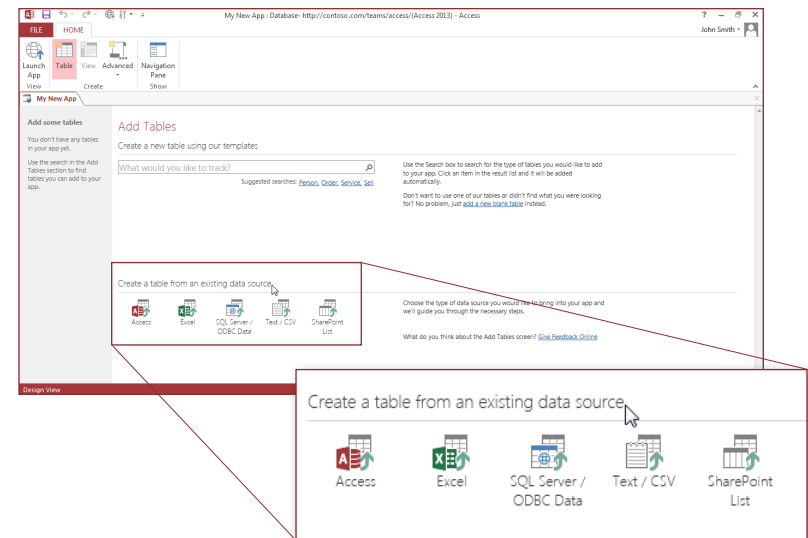 My New App : Database- http://contoso.com/teams/access/(Access 2013) - Access
FILE
HOME
John Smith
Launch App
Table
View
Advanced
Navigation Pane
View
Create
Show
My New App
Add some tables
You don't have any tables
in your app yet.
Use the search in the Add
Tables section to find
tables you can add to your
app.
Add Tables
Create a new table using our templates
What would you like to track?
Suggested searches: Person, Order, Service, Sell
Use the Search box to search for the type of tables you would like to add
to your app. Click an item in the result list and it will be added
automatically.
Don't want to use one of our tables or didn't find what you were looking
for? No problem, just add a new blank table instead.
Create a table from an existing data source
Access
Excel
SQL Server /
ODBC Data
Text / CSV
SharePoint
List
Choose the type of data source you would like to bring into your app and
we'll guide you through the necessary steps.
What do you think about the Add Tables screen? Give Feedback Online
Design View
Create a table from an existing data source
Access
Excel
SQL Server /
ODBC Data
Text / CSV
SharePoint
List